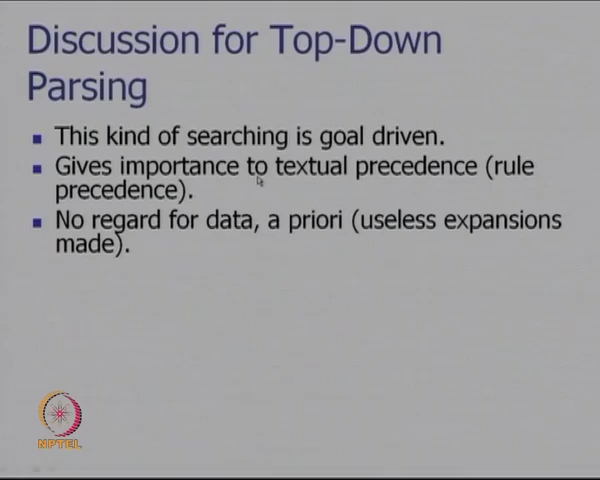 Discussion for Top-Down
Parsing
This kind of searching is goal driven.
Gives importance to textual precedence (rule
precedence).
No regard for data, a priori (useless expansions
made).
NPTEL